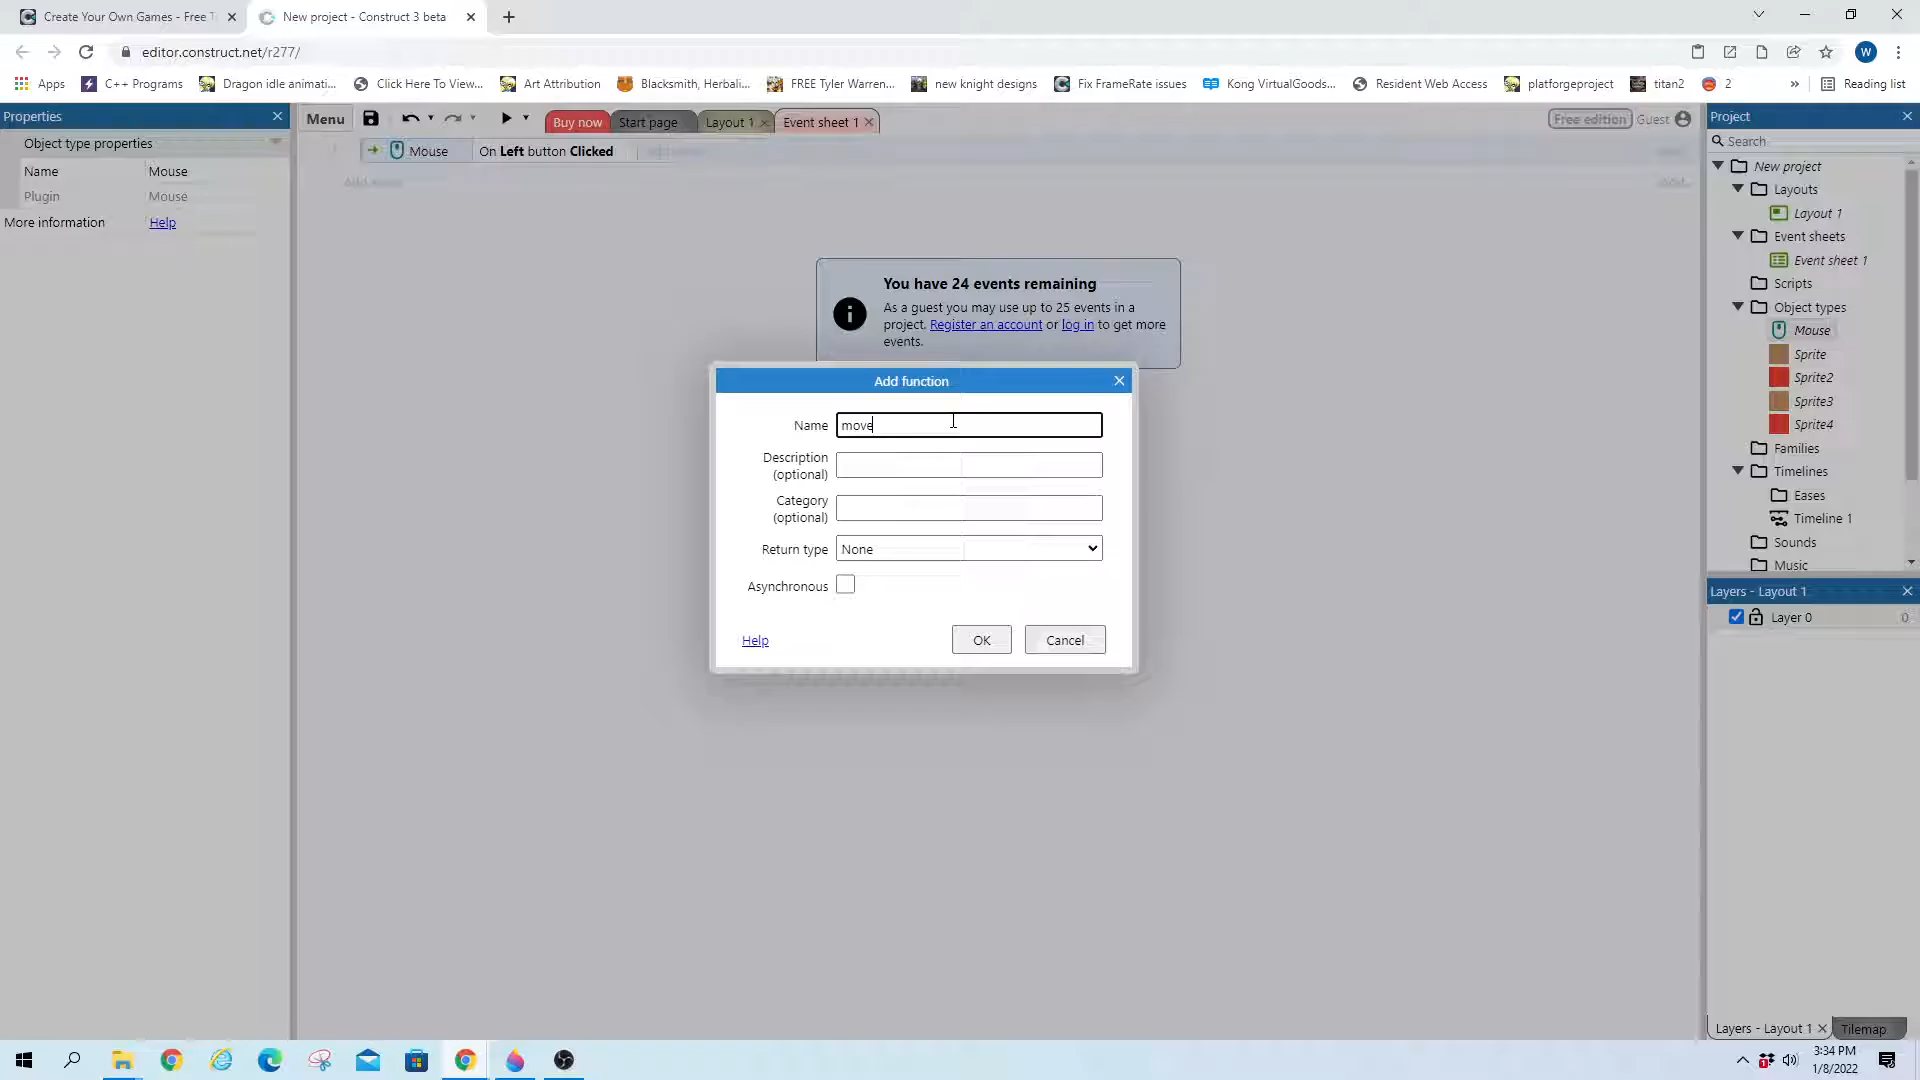 Create Your Own Games - Free
New project - Construct 3 beta
editor.construct.net/r277/
W
Apps
C++ Programs
Dragon idle animati...
Click Here To View...
Art Attribution
Blacksmith, Herbali...
FREE Tyler Warren...
new knight designs
Fix FrameRate issues
Kong VirtualGoods...
Resident Web Access
platforgeproject
titan2
2
»
Reading list
Properties
Object type properties
Name Mouse
Plugin Mouse
More information Help
Menu
Buy now
Start page
Layout 1
Event sheet 1
Free edition
Guest
Mouse
On Left button Clicked
You have 24 events remaining
As a guest you may use up to 25 events in a
project. Register an account or log in to get more
events.
Add function
Name move
Description
(optional)
Category
(optional)
Return type None
Asynchronous
Help
OK
Cancel
Project
Search
New project
Layouts
Layout 1
Event sheets
Event sheet 1
Scripts
Object types
Mouse
Sprite
Sprite2
Sprite3
Sprite4
Families
Timelines
Eases
Timeline 1
Sounds
Music
Layers - Layout 1
Layer 0 0
Layers - Layout 1
Tilemap
3:34 PM
1/8/2022